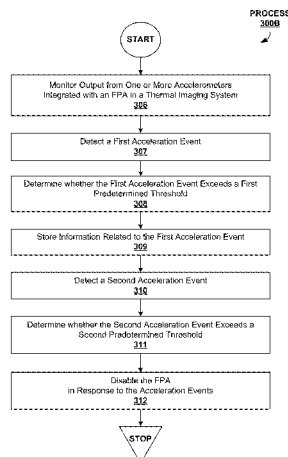 PROCESS
300B
START
Monitor Output from One or More Accelerometers
Integrated with an FPA in a Thermal Imaging System
306
Detect a First Acceleration Event
307
Determine whether the First Acceleration Event Exceeds a First
Predetermined Threshold
308
Store Information Related to the First Acceleration Event
309
Detect a Second Acceleration Event
310
Determine whether the Second Acceleration Event Exceeds a
Second Predetermined Threshold
311
Disable the FPA
in Response to the Acceleration Events
312
STOP